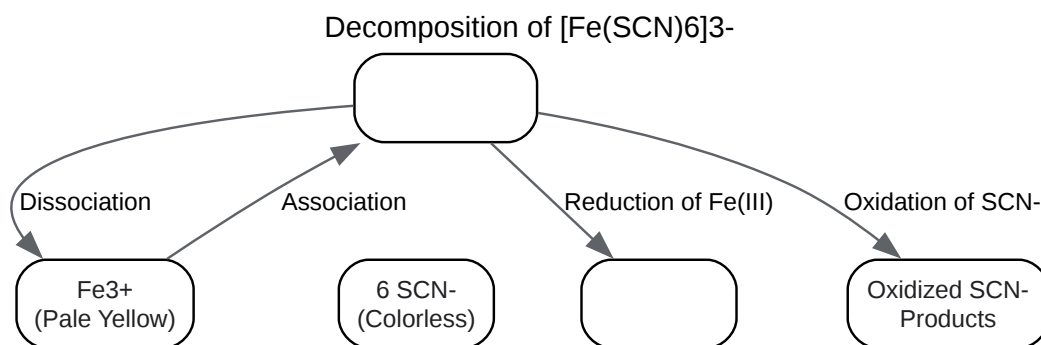 Decomposition of [Fe(SCN)6]3-
Dissociation
Association
Reduction of Fe(III)
Oxidation of SCN-
Fe3+
(Pale Yellow)
6 SCN-
(Colorless)
Oxidized SCN-
Products